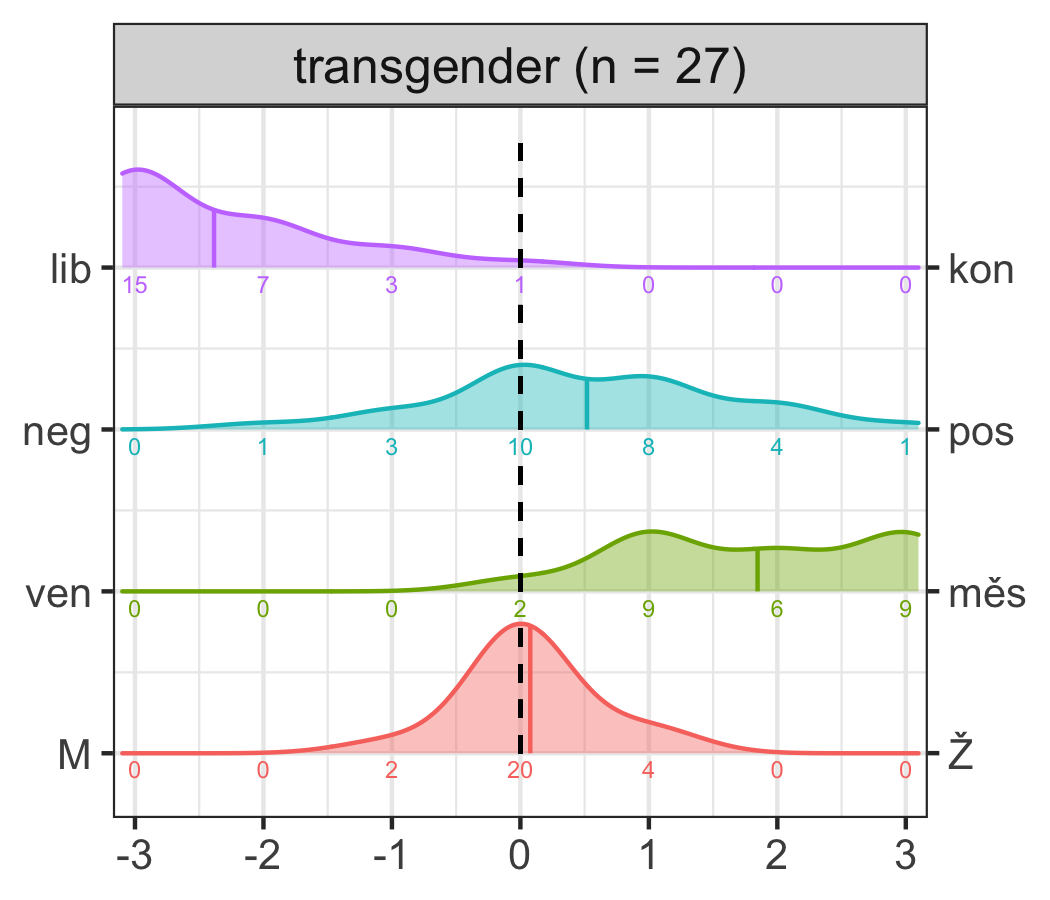 transgender (n = 27)
lib kon
15 7 3 1 0 0 0
neg pos
0 1 3 10 8 4 1
ven měs
0 0 0 2 9 6 9
M Ž
0 0 2 20 4 0 0
-3 -2 -1 0 1 2 3